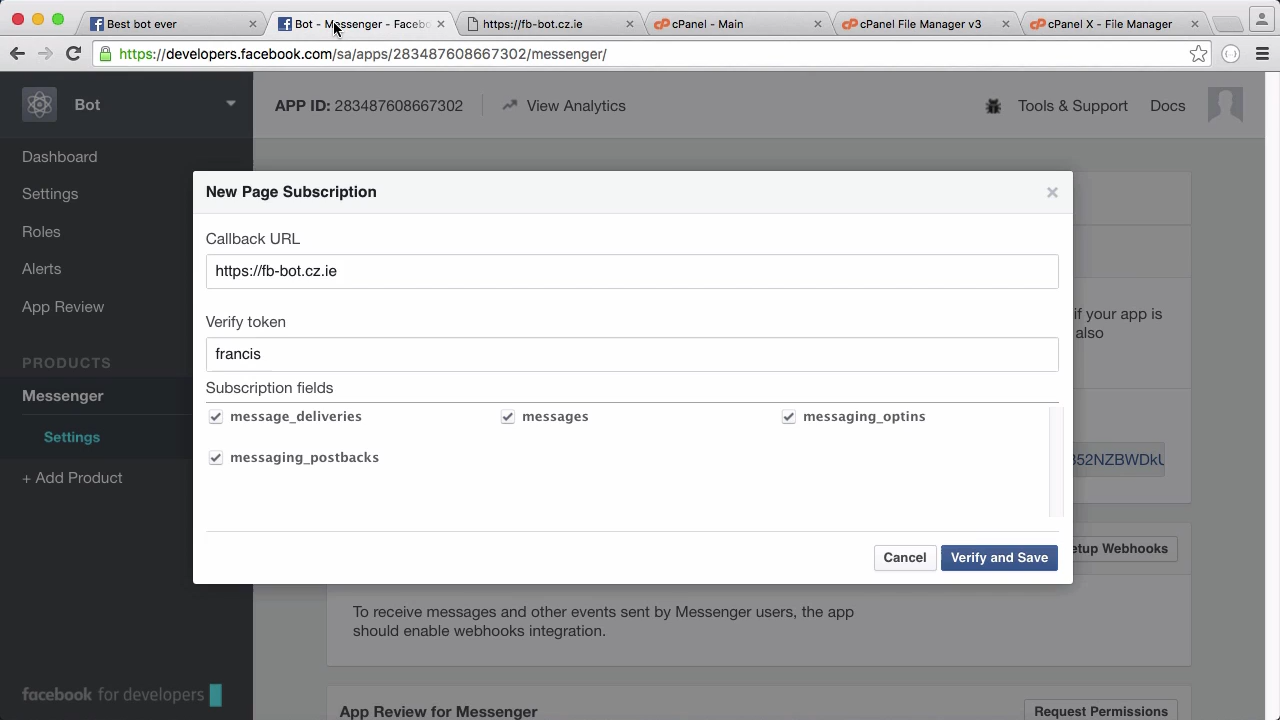 Best bot ever
Bot - Messenger - Facebo
https://fb-bot.cz.ie
cPanel - Main
cPanel File Manager v3
cPanel X - File Manager
https://developers.facebook.com/sa/apps/283487608667302/messenger/
Bot
APP ID: 283487608667302
View Analytics
Tools & Support
Docs
Dashboard
Settings
Roles
Alerts
App Review
PRODUCTS
Messenger
Settings
+ Add Product
facebook for developers
New Page Subscription
Callback URL
https://fb-bot.cz.ie
Verify token
francis
Subscription fields
message_deliveries
messages
messaging_optins
messaging_postbacks
Cancel
Verify and Save
if your app is
also
352NZBWDkU
etup Webhooks
To receive messages and other events sent by Messenger users, the app
should enable webhooks integration.
App Review for Messenger
Request Permissions